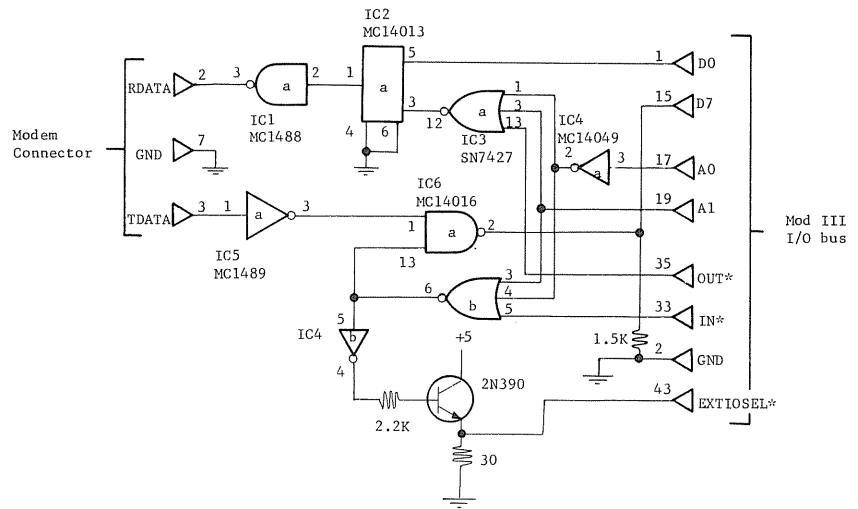 IC2
MC14013
5
1
D0
RDATA
2
3
a
2
1
a
15
D7
IC1
MC1488
3
12
a
1
3
13
IC4
MC14049
4
6
IC3
SN7427
2
a
3
17
A0
Modem
Connector
GND
7
IC6
MC14016
19
A1
TDATA
3
1
a
3
1
a
2
Mod III
I/O bus
IC5
MC1489
13
35
OUT*
6
b
3
4
5
33
IN*
5
IC4
b
+5
1.5K
2
GND
4
2N390
43
EXTIOSEL*
2.2K
30